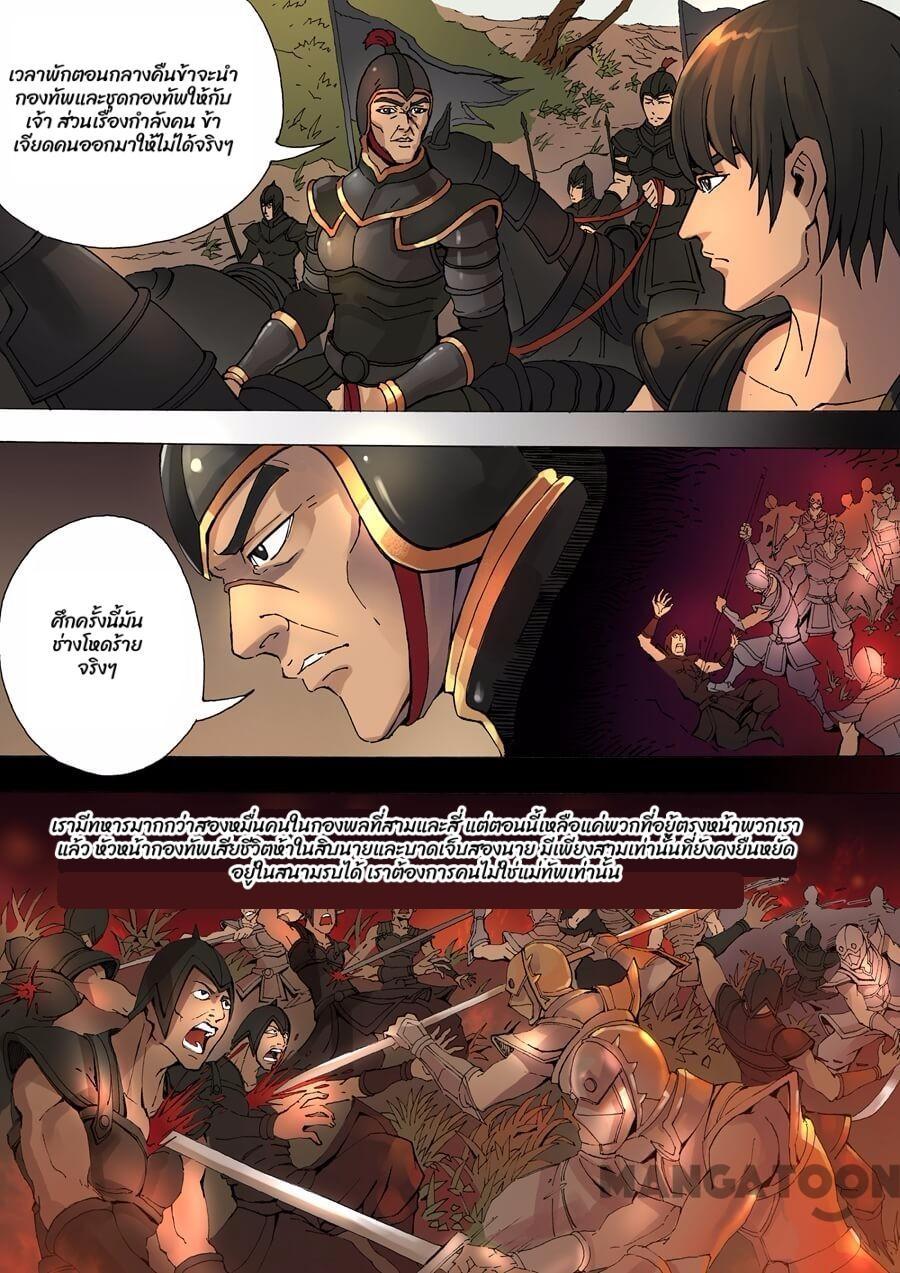 เวลาพักตอนกลางคืนข้าจะนำ
กองทัพและชุดกองทัพให้กับ
เจ้า ส่วนเรื่องกำลังคน ข้า
เจียดคนออกมาให้ไม่ได้จริงๆ
ศึกครั้งนี้มัน
ช่างโหดร้าย
จริงๆ
เรามีทหารมากกว่าสองหมื่นคนในกองพลที่สามและสี่ แต่ตอนนี้เหลือแค่พวกที่อยู่ตรงหน้าพวกเรา
แล้ว หัวหน้ากองทัพเสียชีวิตห้าในสิบนายและบาดเจ็บสองนาย มีเพียงสามเท่านั้นที่ยังคงยืนหยัด
อยู่ในสนามรบได้ เราต้องการคนไม่ใช่แม่ทัพเท่านั้น
MANGATOON